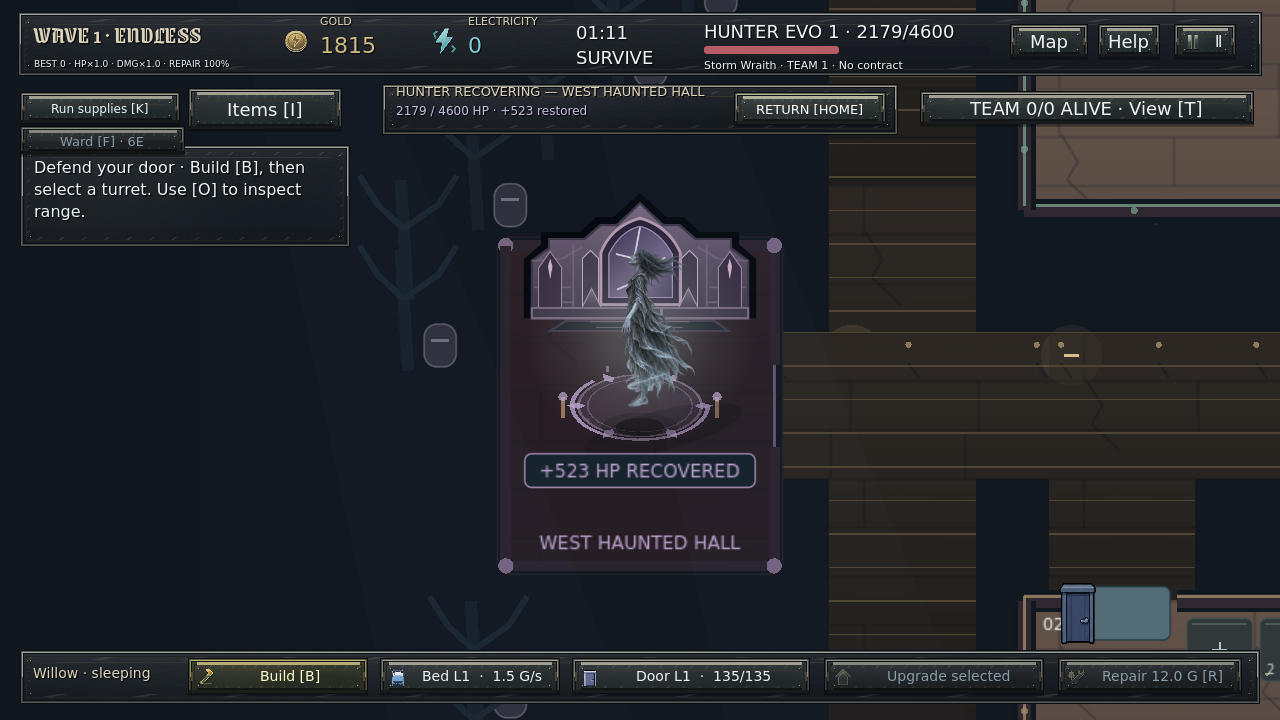 WAVE 1 · ENDLESS
BEST 0 · HP×1.0 · DMG×1.0 · REPAIR 100%
GOLD
1815
ELECTRICITY
0
01:11
SURVIVE
HUNTER EVO 1 · 2179/4600
Storm Wraith · TEAM 1 · No contract
Map
Help
II
Run supplies [K]
Items [I]
Ward [F] · 6E
HUNTER RECOVERING — WEST HAUNTED HALL
2179 / 4600 HP · +523 restored
RETURN [HOME]
TEAM 0/0 ALIVE · View [T]
Defend your door · Build [B], then
select a turret. Use [O] to inspect
range.
+523 HP RECOVERED
WEST HAUNTED HALL
02
+
2
Willow · sleeping
Build [B]
Bed L1 · 1.5 G/s
Door L1 · 135/135
Upgrade selected
Repair 12.0 G [R]